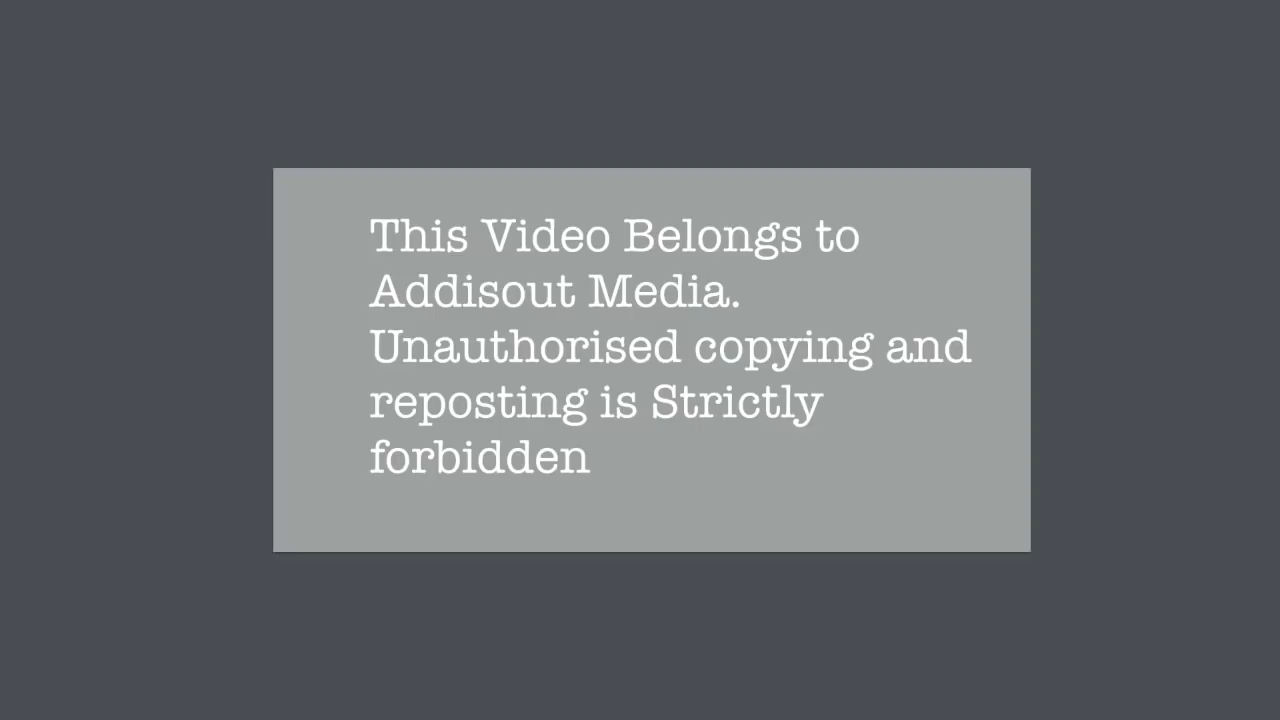 This Video Belongs to
Addisout Media.
Unauthorised copying and
reposting is Strictly
forbidden